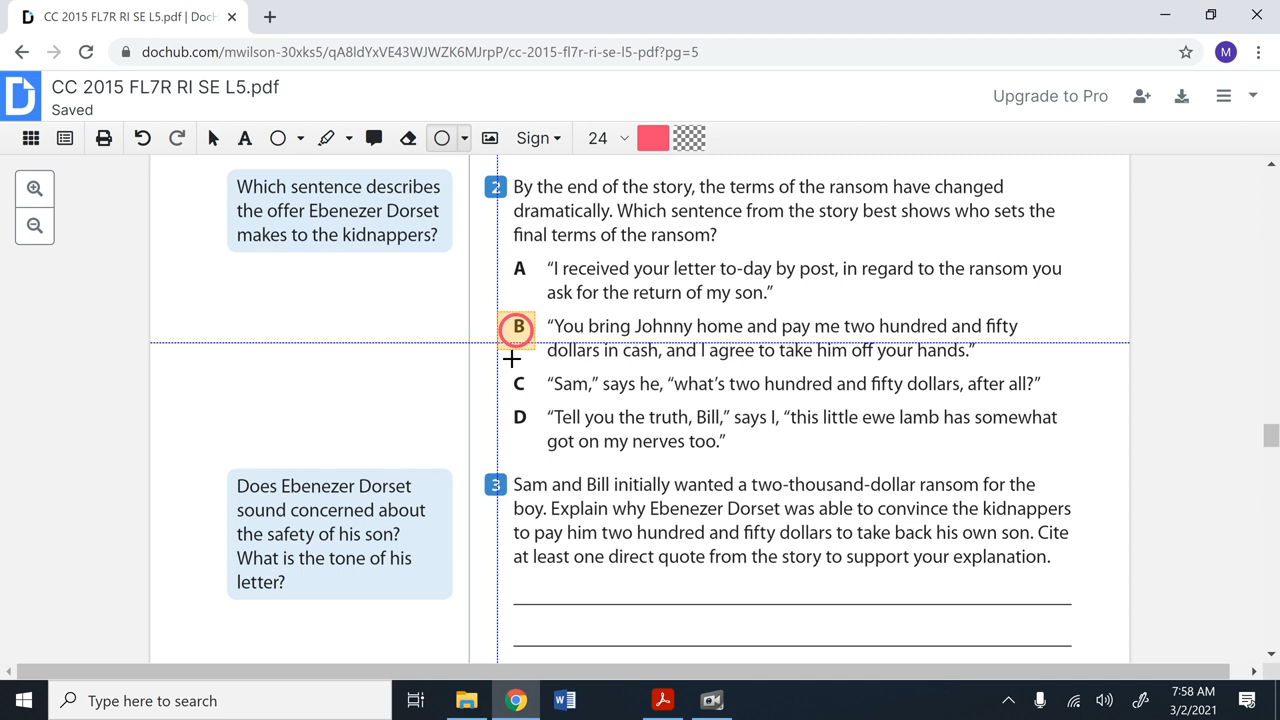 CC 2015 FL7R RI SE L5.pdf | DocH
dochub.com/mwilson-30xks5/qA8ldYxVE43WJWZK6MJrpP/cc-2015-fl7r-ri-se-l5-pdf?pg=5
M
CC 2015 FL7R RI SE L5.pdf
Saved
Upgrade to Pro
A
Sign
24
Which sentence describes
the offer Ebenezer Dorset
makes to the kidnappers?
2 By the end of the story, the terms of the ransom have changed
dramatically. Which sentence from the story best shows who sets the
final terms of the ransom?
A “I received your letter to-day by post, in regard to the ransom you
ask for the return of my son.”
B “You bring Johnny home and pay me two hundred and fifty
dollars in cash, and I agree to take him off your hands.”
C “Sam,” says he, “what’s two hundred and fifty dollars, after all?”
D “Tell you the truth, Bill,” says I, “this little ewe lamb has somewhat
got on my nerves too.”
Does Ebenezer Dorset
sound concerned about
the safety of his son?
What is the tone of his
letter?
3 Sam and Bill initially wanted a two-thousand-dollar ransom for the
boy. Explain why Ebenezer Dorset was able to convince the kidnappers
to pay him two hundred and fifty dollars to take back his own son. Cite
at least one direct quote from the story to support your explanation.
Type here to search
7:58 AM
3/2/2021